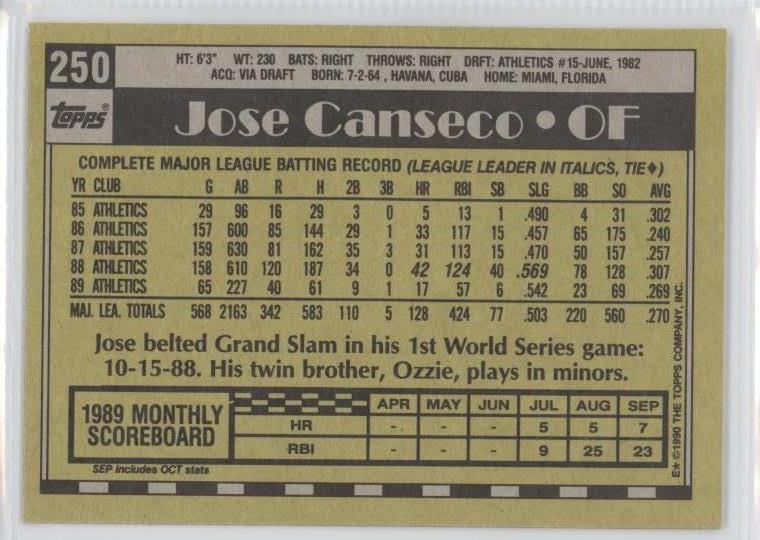 250
HT: 6'3" WT: 230 BATS: RIGHT THROWS: RIGHT DRFT: ATHLETICS #15-JUNE, 1982
ACQ: VIA DRAFT BORN: 7-2-64 , HAVANA, CUBA HOME: MIAMI, FLORIDA
Topps®
Jose Canseco • OF
COMPLETE MAJOR LEAGUE BATTING RECORD (LEAGUE LEADER IN ITALICS, TIE♦)
YR CLUB G AB R H 2B 3B HR RBI SB SLG BB SO AVG
85 ATHLETICS 29 96 16 29 3 0 5 13 1 .490 4 31 .302
86 ATHLETICS 157 600 85 144 29 1 33 117 15 .457 65 175 .240
87 ATHLETICS 159 630 81 162 35 3 31 113 15 .470 50 157 .257
88 ATHLETICS 158 610 120 187 34 0 42 124 40 .569 78 128 .307
89 ATHLETICS 65 227 40 61 9 1 17 57 6 .542 23 69 .269
MAJ. LEA. TOTALS 568 2163 342 583 110 5 128 424 77 .503 220 560 .270
Jose belted Grand Slam in his 1st World Series game:
10-15-88. His twin brother, Ozzie, plays in minors.
1989 MONTHLY
SCOREBOARD
APR MAY JUN JUL AUG SEP
HR - - - 5 5 7
RBI - - - 9 25 23
SEP includes OCT stats
E* ©1990 THE TOPPS COMPANY, INC.